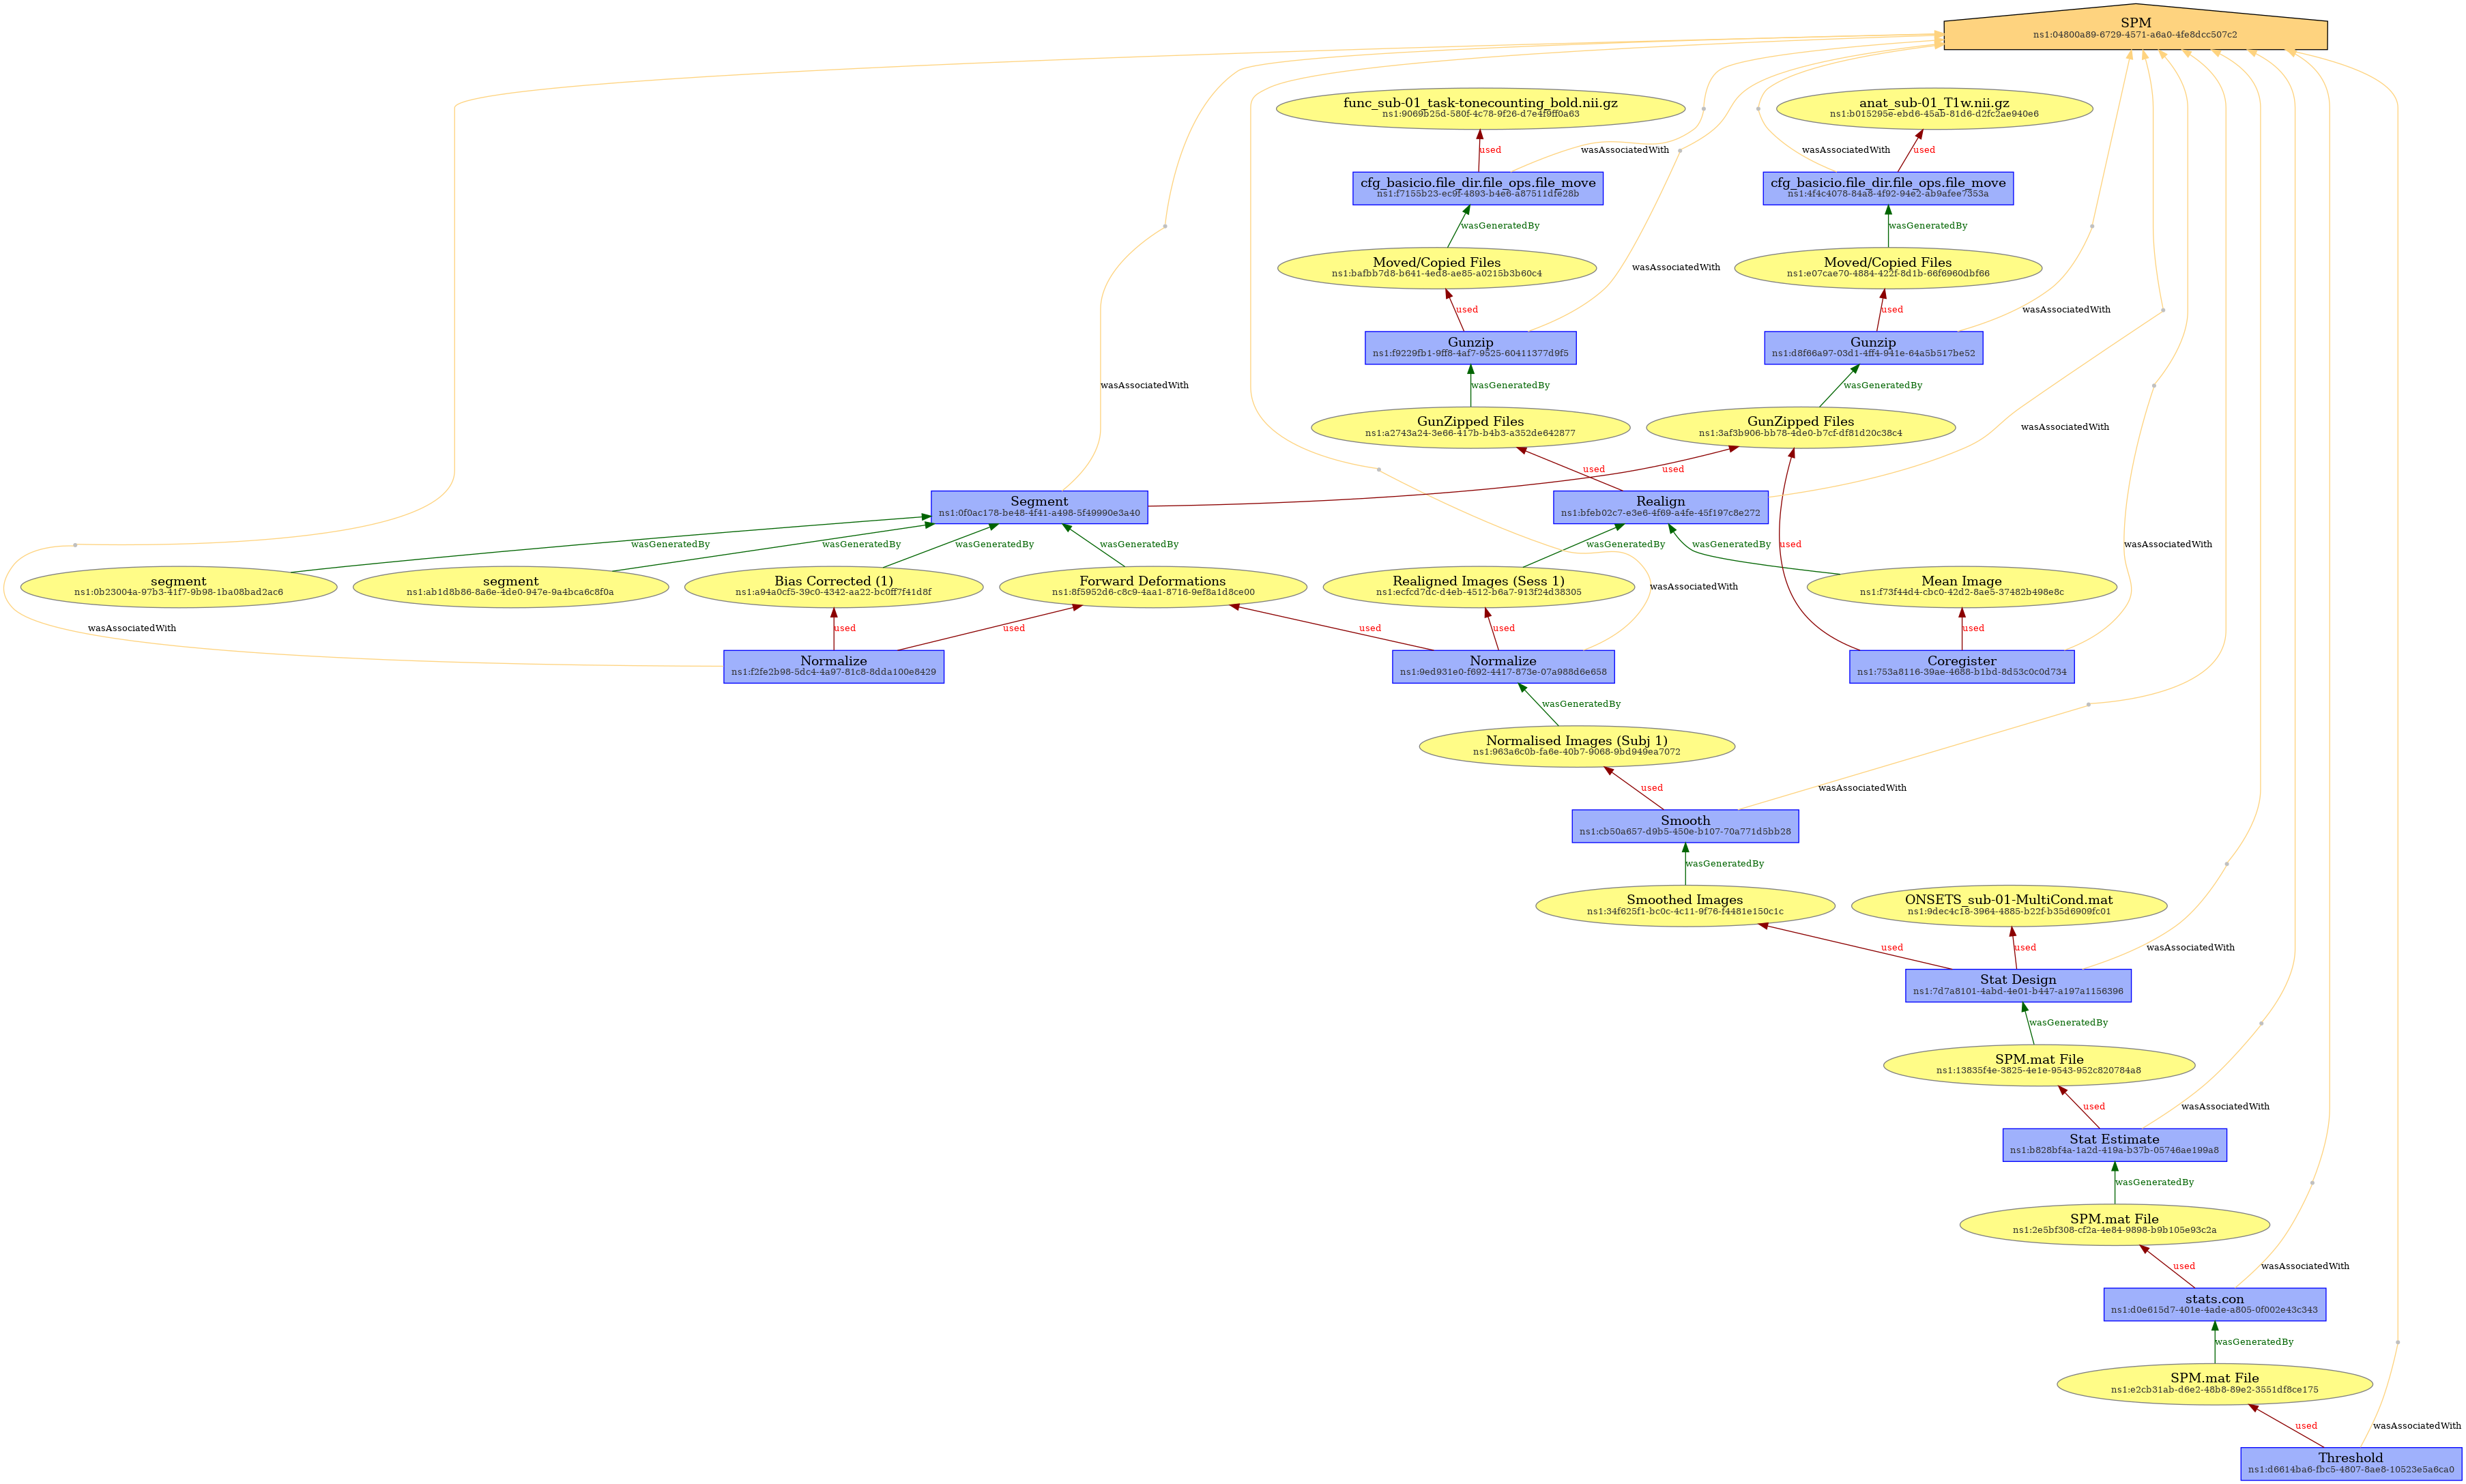 SPM
ns1:04800a89-6729-4571-a6a0-4fe8dcc507c2
func_sub-01_task-tonecounting_bold.nii.gz
ns1:9069b25d-580f-4c78-9f26-d7e4f9ff0a63
anat_sub-01_T1w.nii.gz
ns1:b015295e-ebd6-45ab-81d6-d2fc2ae940e6
used
wasAssociatedWith
wasAssociatedWith
used
cfg_basicio.file_dir.file_ops.file_move
ns1:f7155b23-ec9f-4893-b4e6-a87511dfe28b
cfg_basicio.file_dir.file_ops.file_move
ns1:4f4c4078-84a8-4f92-94e2-ab9afee7353a
wasGeneratedBy
wasGeneratedBy
Moved/Copied Files
ns1:bafbb7d8-b641-4ed8-ae85-a0215b3b60c4
wasAssociatedWith
Moved/Copied Files
ns1:e07cae70-4884-422f-8d1b-66f6960dbf66
used
used
wasAssociatedWith
Gunzip
ns1:f9229fb1-9ff8-4af7-9525-60411377d9f5
Gunzip
ns1:d8f66a97-03d1-4ff4-941e-64a5b517be52
wasAssociatedWith
wasGeneratedBy
wasGeneratedBy
GunZipped Files
ns1:a2743a24-3e66-417b-b4b3-a352de642877
GunZipped Files
ns1:3af3b906-bb78-4de0-b7cf-df81d20c38c4
wasAssociatedWith
used
used
Segment
ns1:0f0ac178-be48-4f41-a498-5f49990e3a40
Realign
ns1:bfeb02c7-e3e6-4f69-a4fe-45f197c8e272
wasGeneratedBy
wasGeneratedBy
wasGeneratedBy
wasGeneratedBy
wasGeneratedBy
wasGeneratedBy
used
wasAssociatedWith
segment
ns1:0b23004a-97b3-41f7-9b98-1ba08bad2ac6
segment
ns1:ab1d8b86-8a6e-4de0-947e-9a4bca6c8f0a
Bias Corrected (1)
ns1:a94a0cf5-39c0-4342-aa22-bc0ff7f41d8f
Forward Deformations
ns1:8f5952d6-c8c9-4aa1-8716-9ef8a1d8ce00
Realigned Images (Sess 1)
ns1:ecfcd7dc-d4eb-4512-b6a7-913f24d38305
wasAssociatedWith
Mean Image
ns1:f73f44d4-cbc0-42d2-8ae5-37482b498e8c
wasAssociatedWith
used
used
used
used
used
Normalize
ns1:f2fe2b98-5dc4-4a97-81c8-8dda100e8429
Normalize
ns1:9ed931e0-f692-4417-873e-07a988d6e658
Coregister
ns1:753a8116-39ae-4688-b1bd-8d53c0c0d734
wasGeneratedBy
Normalised Images (Subj 1)
ns1:963a6c0b-fa6e-40b7-9068-9bd949ea7072
used
wasAssociatedWith
Smooth
ns1:cb50a657-d9b5-450e-b107-70a771d5bb28
wasGeneratedBy
Smoothed Images
ns1:34f625f1-bc0c-4c11-9f76-f4481e150c1c
ONSETS_sub-01-MultiCond.mat
ns1:9dec4c18-3964-4885-b22f-b35d6909fc01
used
used
wasAssociatedWith
Stat Design
ns1:7d7a8101-4abd-4e01-b447-a197a1156396
wasGeneratedBy
SPM.mat File
ns1:13835f4e-3825-4e1e-9543-952c820784a8
used
wasAssociatedWith
Stat Estimate
ns1:b828bf4a-1a2d-419a-b37b-05746ae199a8
wasGeneratedBy
SPM.mat File
ns1:2e5bf308-cf2a-4e84-9898-b9b105e93c2a
used
wasAssociatedWith
stats.con
ns1:d0e615d7-401e-4ade-a805-0f002e43c343
wasGeneratedBy
SPM.mat File
ns1:e2cb31ab-d6e2-48b8-89e2-3551df8ce175
used
wasAssociatedWith
Threshold
ns1:d6614ba6-fbc5-4807-8ae8-10523e5a6ca0